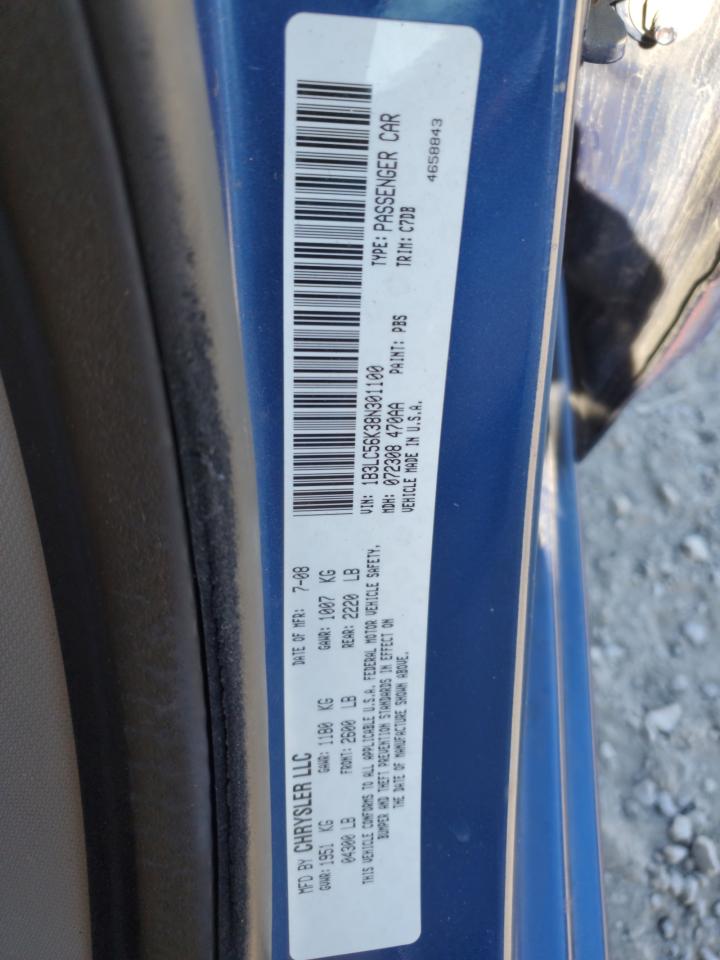 MFD BY CHRYSLER LLC DATE OF MFR: 7-08
GVWR: 1951 KG GAWR: 1180 KG GAWR: 1007 KG
04300 LB FRONT: 2600 LB REAR: 2220 LB
THIS VEHICLE CONFORMS TO ALL APPLICABLE U.S.A. FEDERAL MOTOR VEHICLE SAFETY,
BUMPER AND THEFT PREVENTION STANDARDS IN EFFECT ON
THE DATE OF MANUFACTURE SHOWN ABOVE.
VIN: 1B3LC56K38N301100 TYPE: PASSENGER CAR
MDH: 072308 470AA PAINT: PBS TRIM: C7DB
VEHICLE MADE IN U.S.A.
4658843